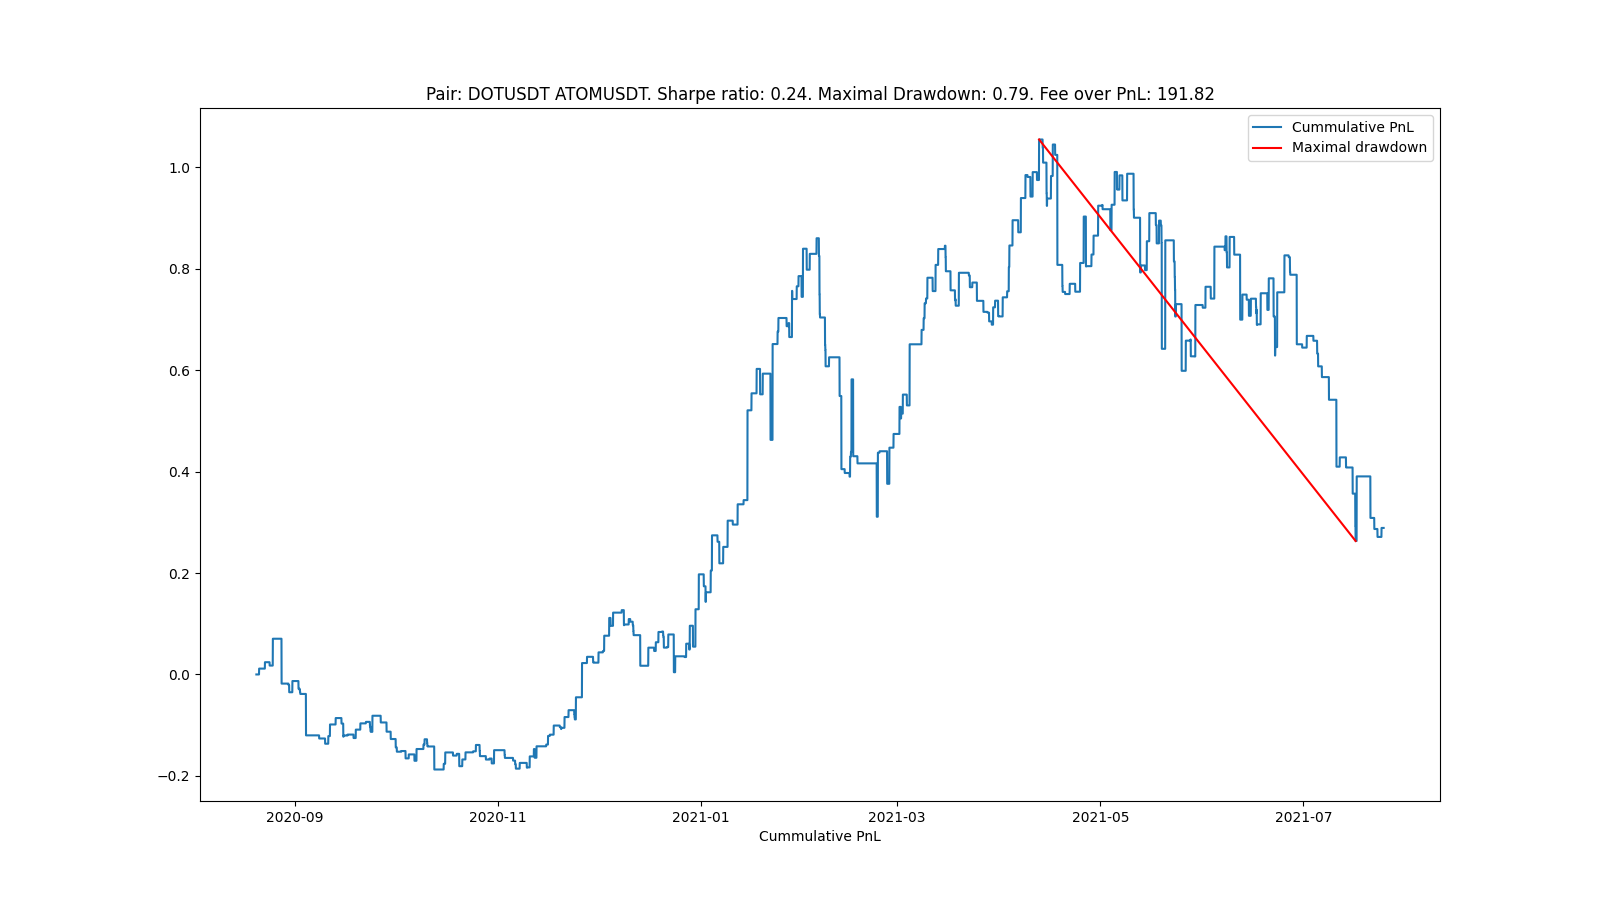 Pair: DOTUSDT ATOMUSDT. Sharpe ratio: 0.24. Maximal Drawdown: 0.79. Fee over PnL: 191.82
Cummulative PnL
Maximal drawdown
1.0
0.8
0.6
0.4
0.2
0.0
−0.2
2020-09 2020-11 2021-01 2021-03 2021-05 2021-07
Cummulative PnL